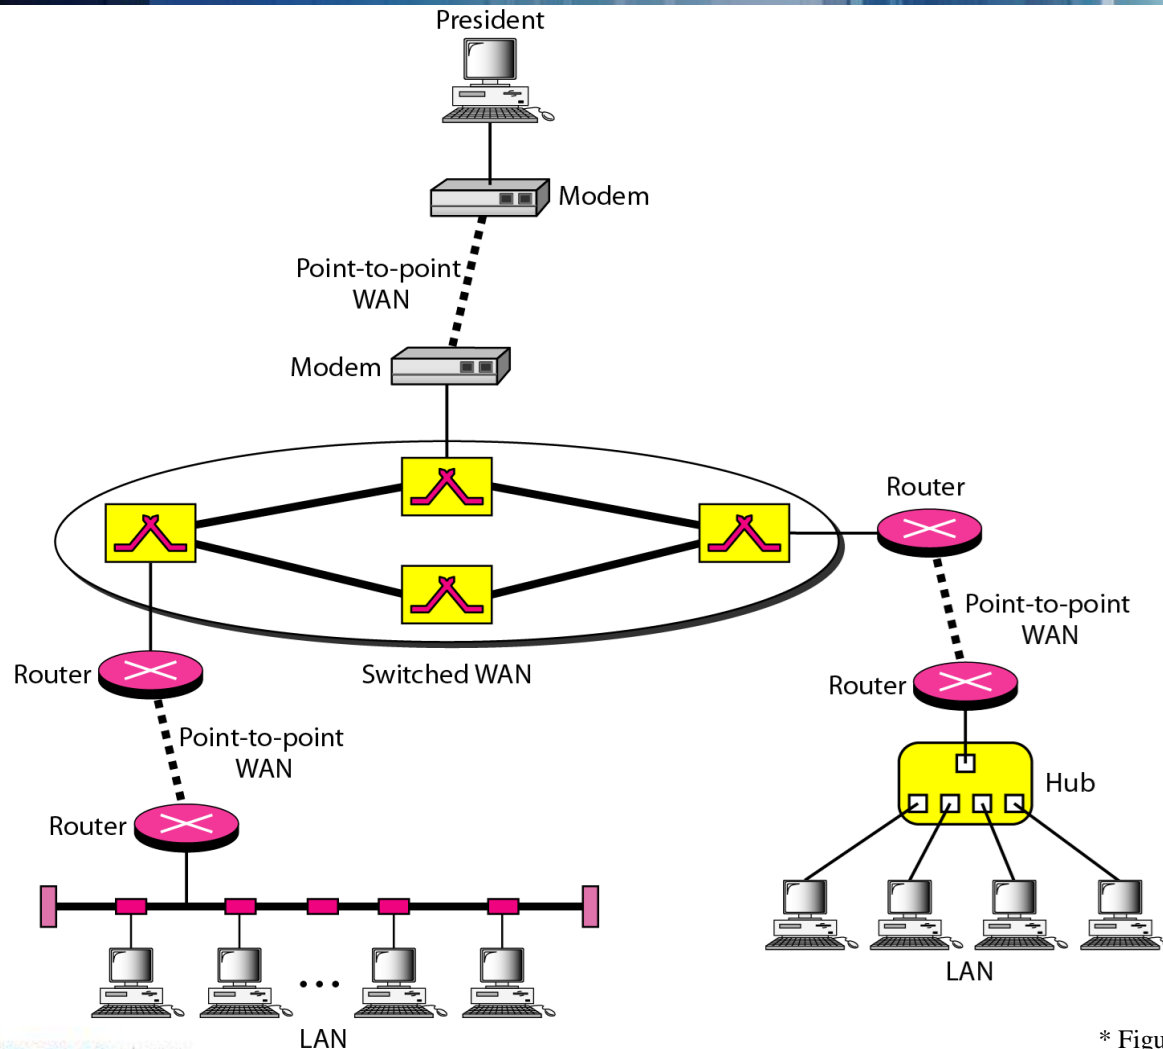 President
Modem
Point-to-point
WAN
Modem
Router
Point-to-point
WAN
Router
Switched WAN
Router
Point-to-point
WAN
Hub
Router
LAN
LAN
* Figu